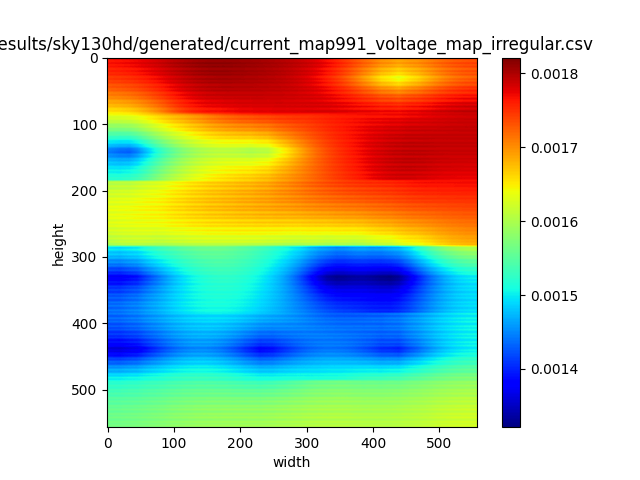 esults/sky130hd/generated/current_map991_voltage_map_irregular.csv
0
100
200
300
400
500
height
0 100 200 300 400 500
width
0.0018
0.0017
0.0016
0.0015
0.0014